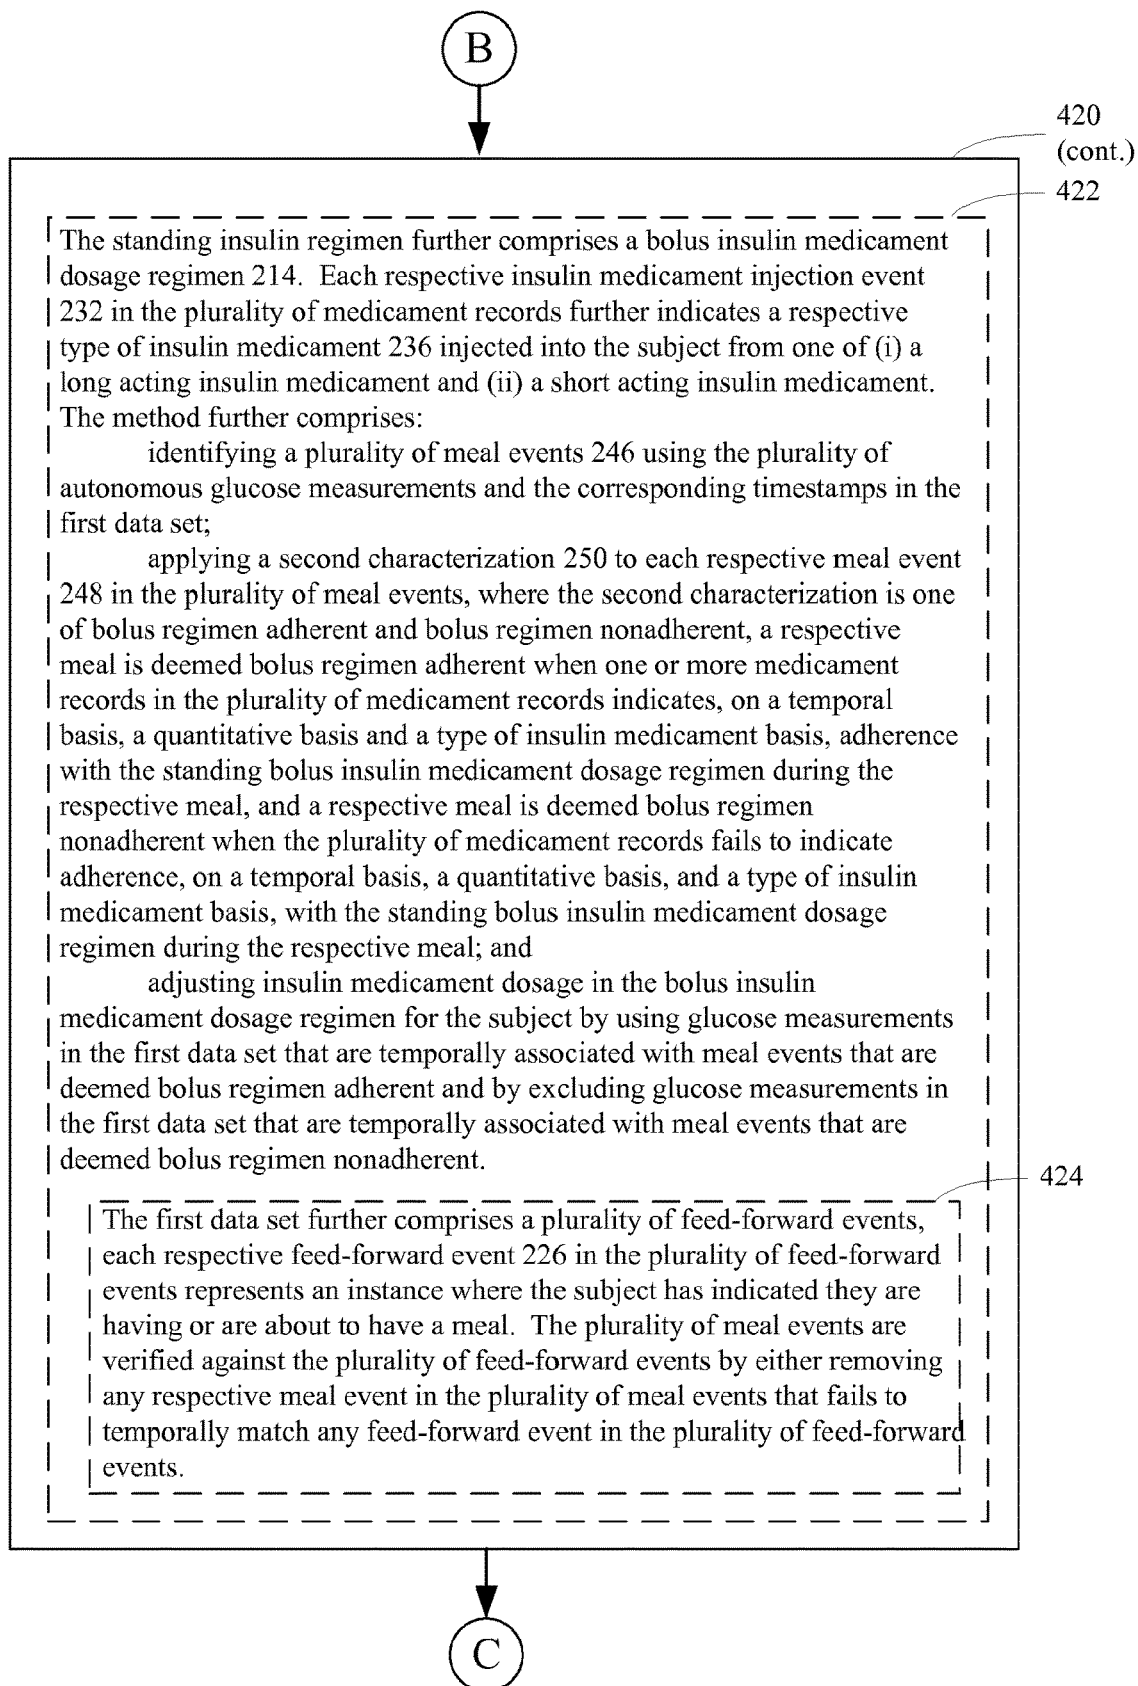 B
420
(cont.)
422
The standing insulin regimen further comprises a bolus insulin medicament
dosage regimen 214. Each respective insulin medicament injection event
232 in the plurality of medicament records further indicates a respective
type of insulin medicament 236 injected into the subject from one of (i) a
long acting insulin medicament and (ii) a short acting insulin medicament.
The method further comprises:
identifying a plurality of meal events 246 using the plurality of
autonomous glucose measurements and the corresponding timestamps in the
first data set;
applying a second characterization 250 to each respective meal event
248 in the plurality of meal events, where the second characterization is one
of bolus regimen adherent and bolus regimen nonadherent, a respective
meal is deemed bolus regimen adherent when one or more medicament
records in the plurality of medicament records indicates, on a temporal
basis, a quantitative basis and a type of insulin medicament basis, adherence
with the standing bolus insulin medicament dosage regimen during the
respective meal, and a respective meal is deemed bolus regimen
nonadherent when the plurality of medicament records fails to indicate
adherence, on a temporal basis, a quantitative basis, and a type of insulin
medicament basis, with the standing bolus insulin medicament dosage
regimen during the respective meal; and
adjusting insulin medicament dosage in the bolus insulin
medicament dosage regimen for the subject by using glucose measurements
in the first data set that are temporally associated with meal events that are
deemed bolus regimen adherent and by excluding glucose measurements in
the first data set that are temporally associated with meal events that are
deemed bolus regimen nonadherent.
424
The first data set further comprises a plurality of feed-forward events,
each respective feed-forward event 226 in the plurality of feed-forward
events represents an instance where the subject has indicated they are
having or are about to have a meal. The plurality of meal events are
verified against the plurality of feed-forward events by either removing
any respective meal event in the plurality of meal events that fails to
temporally match any feed-forward event in the plurality of feed-forward
events.
C